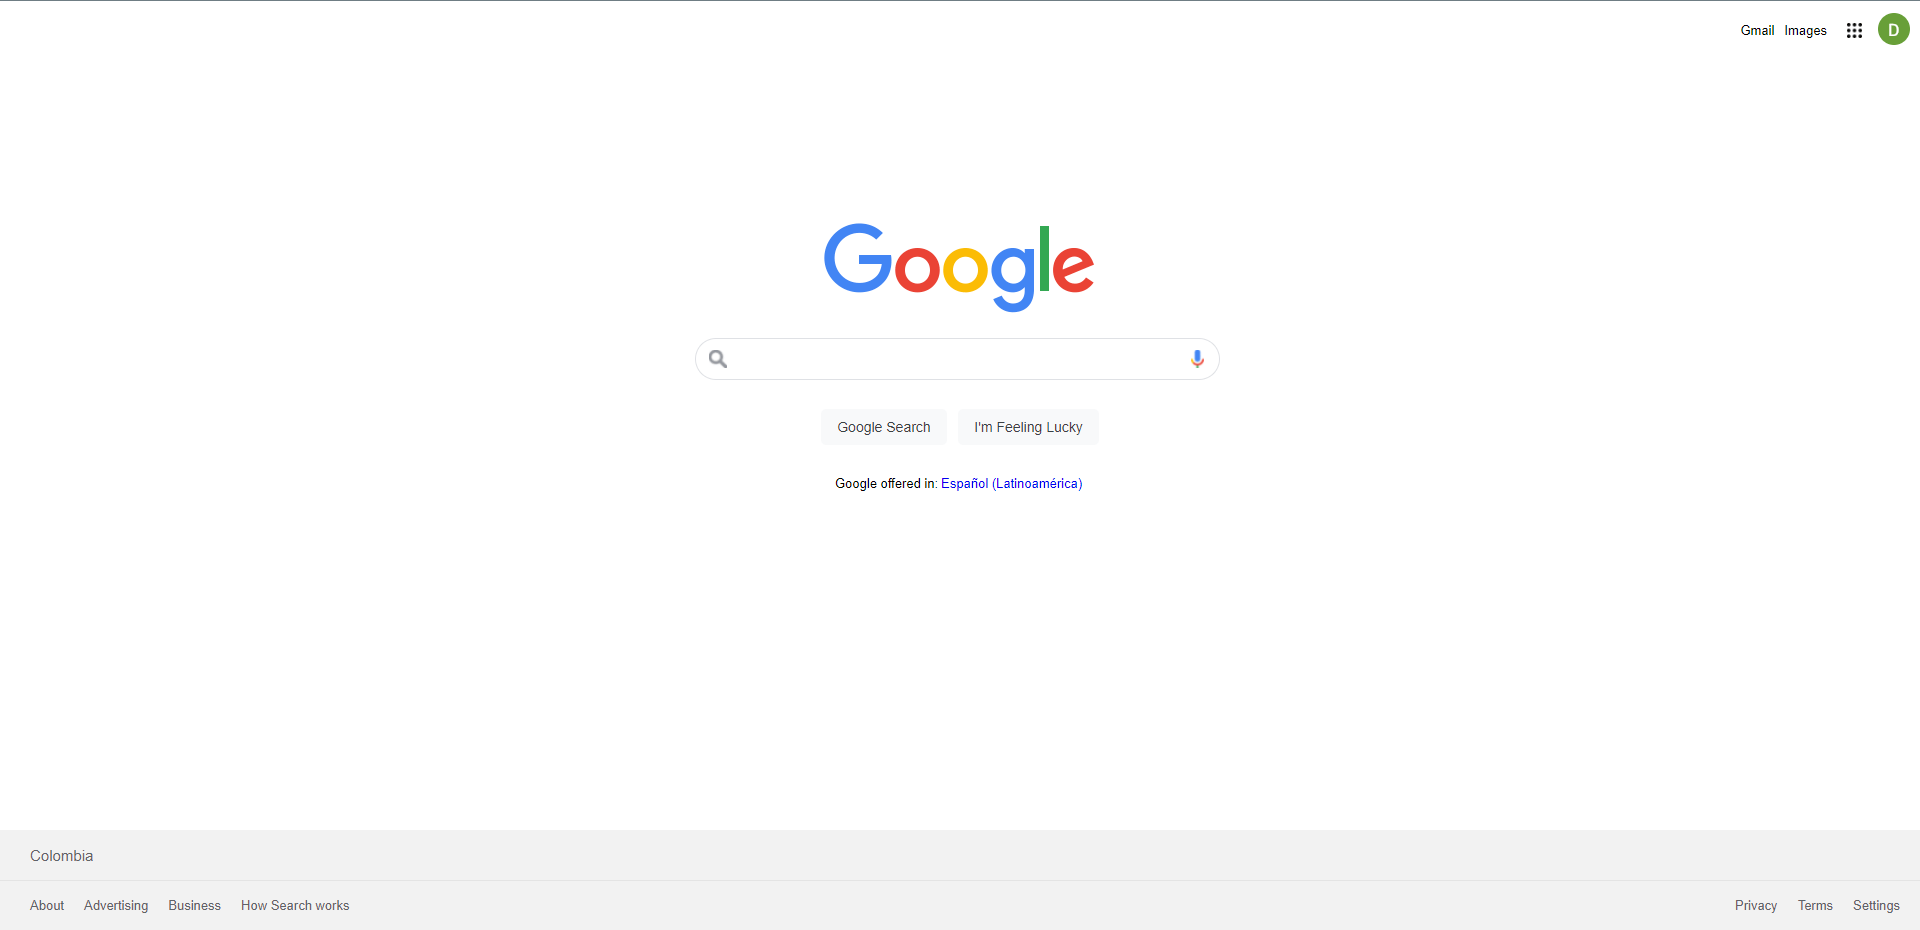 Gmail Images
D
Google
Google Search I'm Feeling Lucky
Google offered in: Español (Latinoamérica)
Colombia
About Advertising Business How Search works Privacy Terms Settings